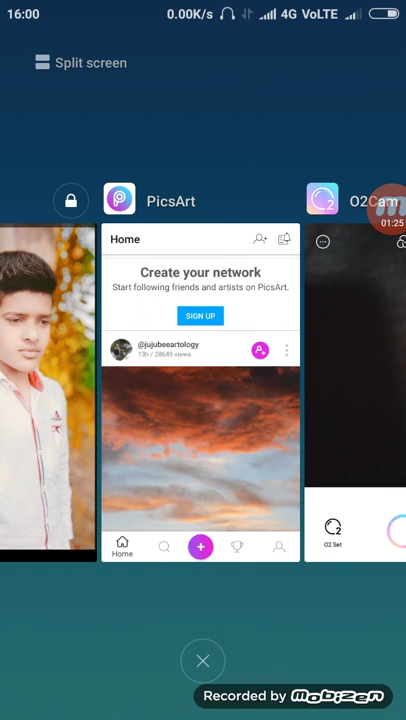 16:00
0.00K/s
4G VoLTE
Split screen
PicsArt
O2Cam
01:25
Home
Create your network
Start following friends and artists on PicsArt.
SIGN UP
@jujubeeartology
13h / 28649 views
O2 Set
Home
Recorded by mobizen